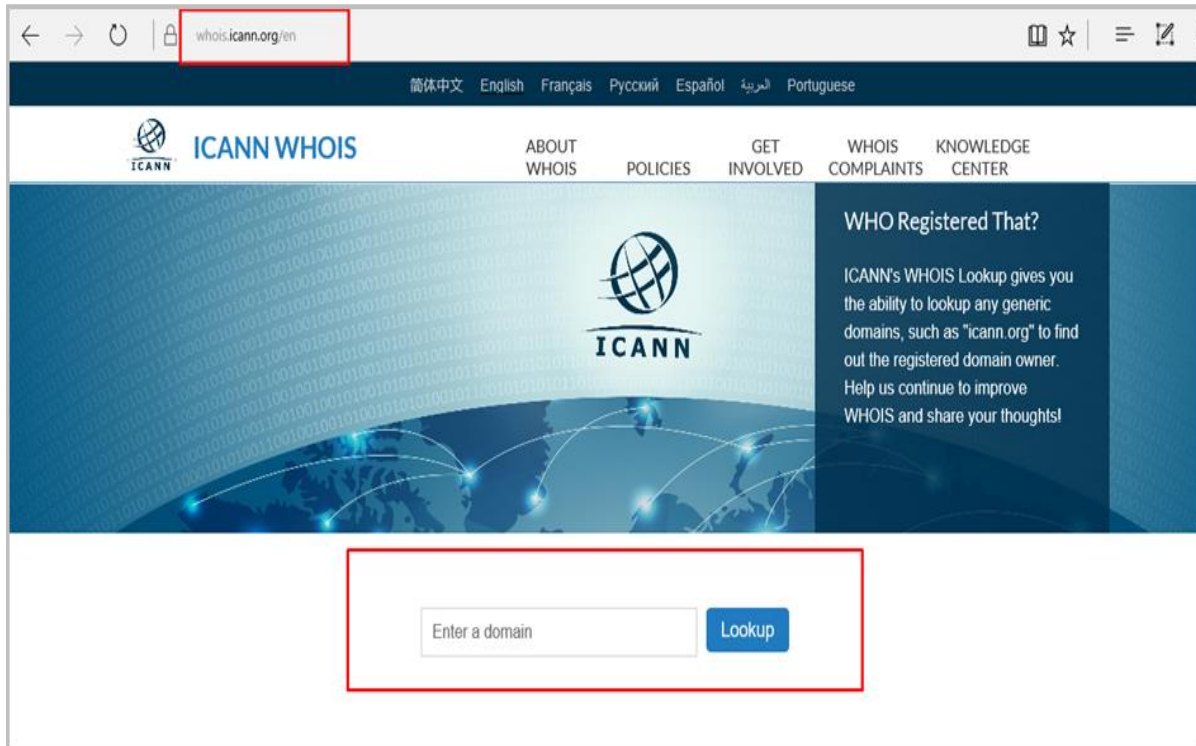 whois.icann.org/en
简体中文 English Français Русский Español العربية Portuguese
ICANN
ICANN WHOIS
ABOUT WHOIS
POLICIES
GET INVOLVED
WHOIS COMPLAINTS
KNOWLEDGE CENTER
ICANN
WHO Registered That?
ICANN's WHOIS Lookup gives you
the ability to lookup any generic
domains, such as "icann.org" to find
out the registered domain owner.
Help us continue to improve
WHOIS and share your thoughts!
Enter a domain
Lookup